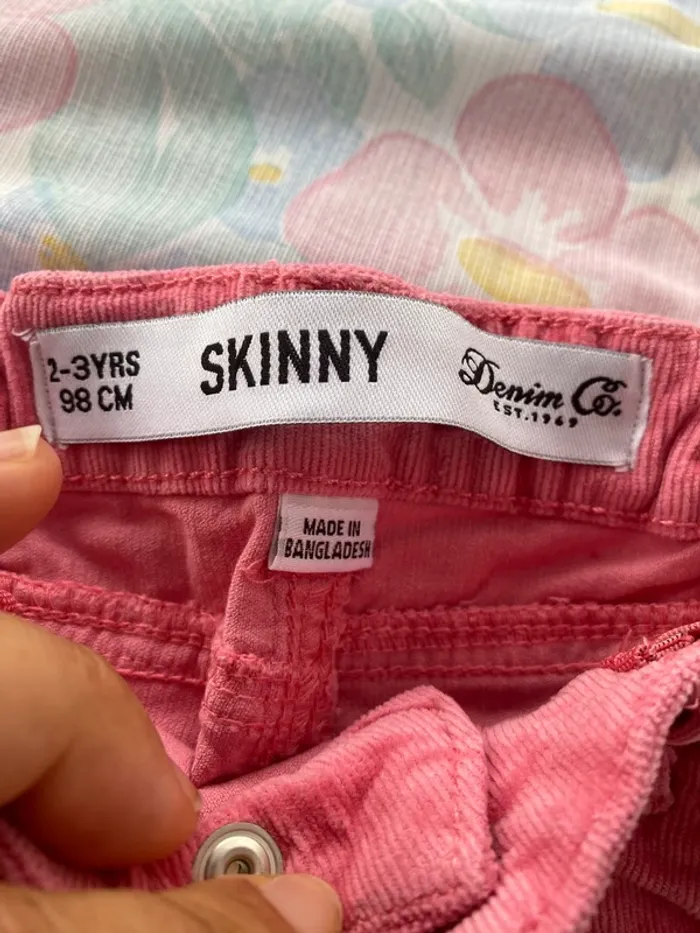 2-3YRS
98 CM
SKINNY
Denim Co.
EST.1969
MADE IN
BANGLADESH